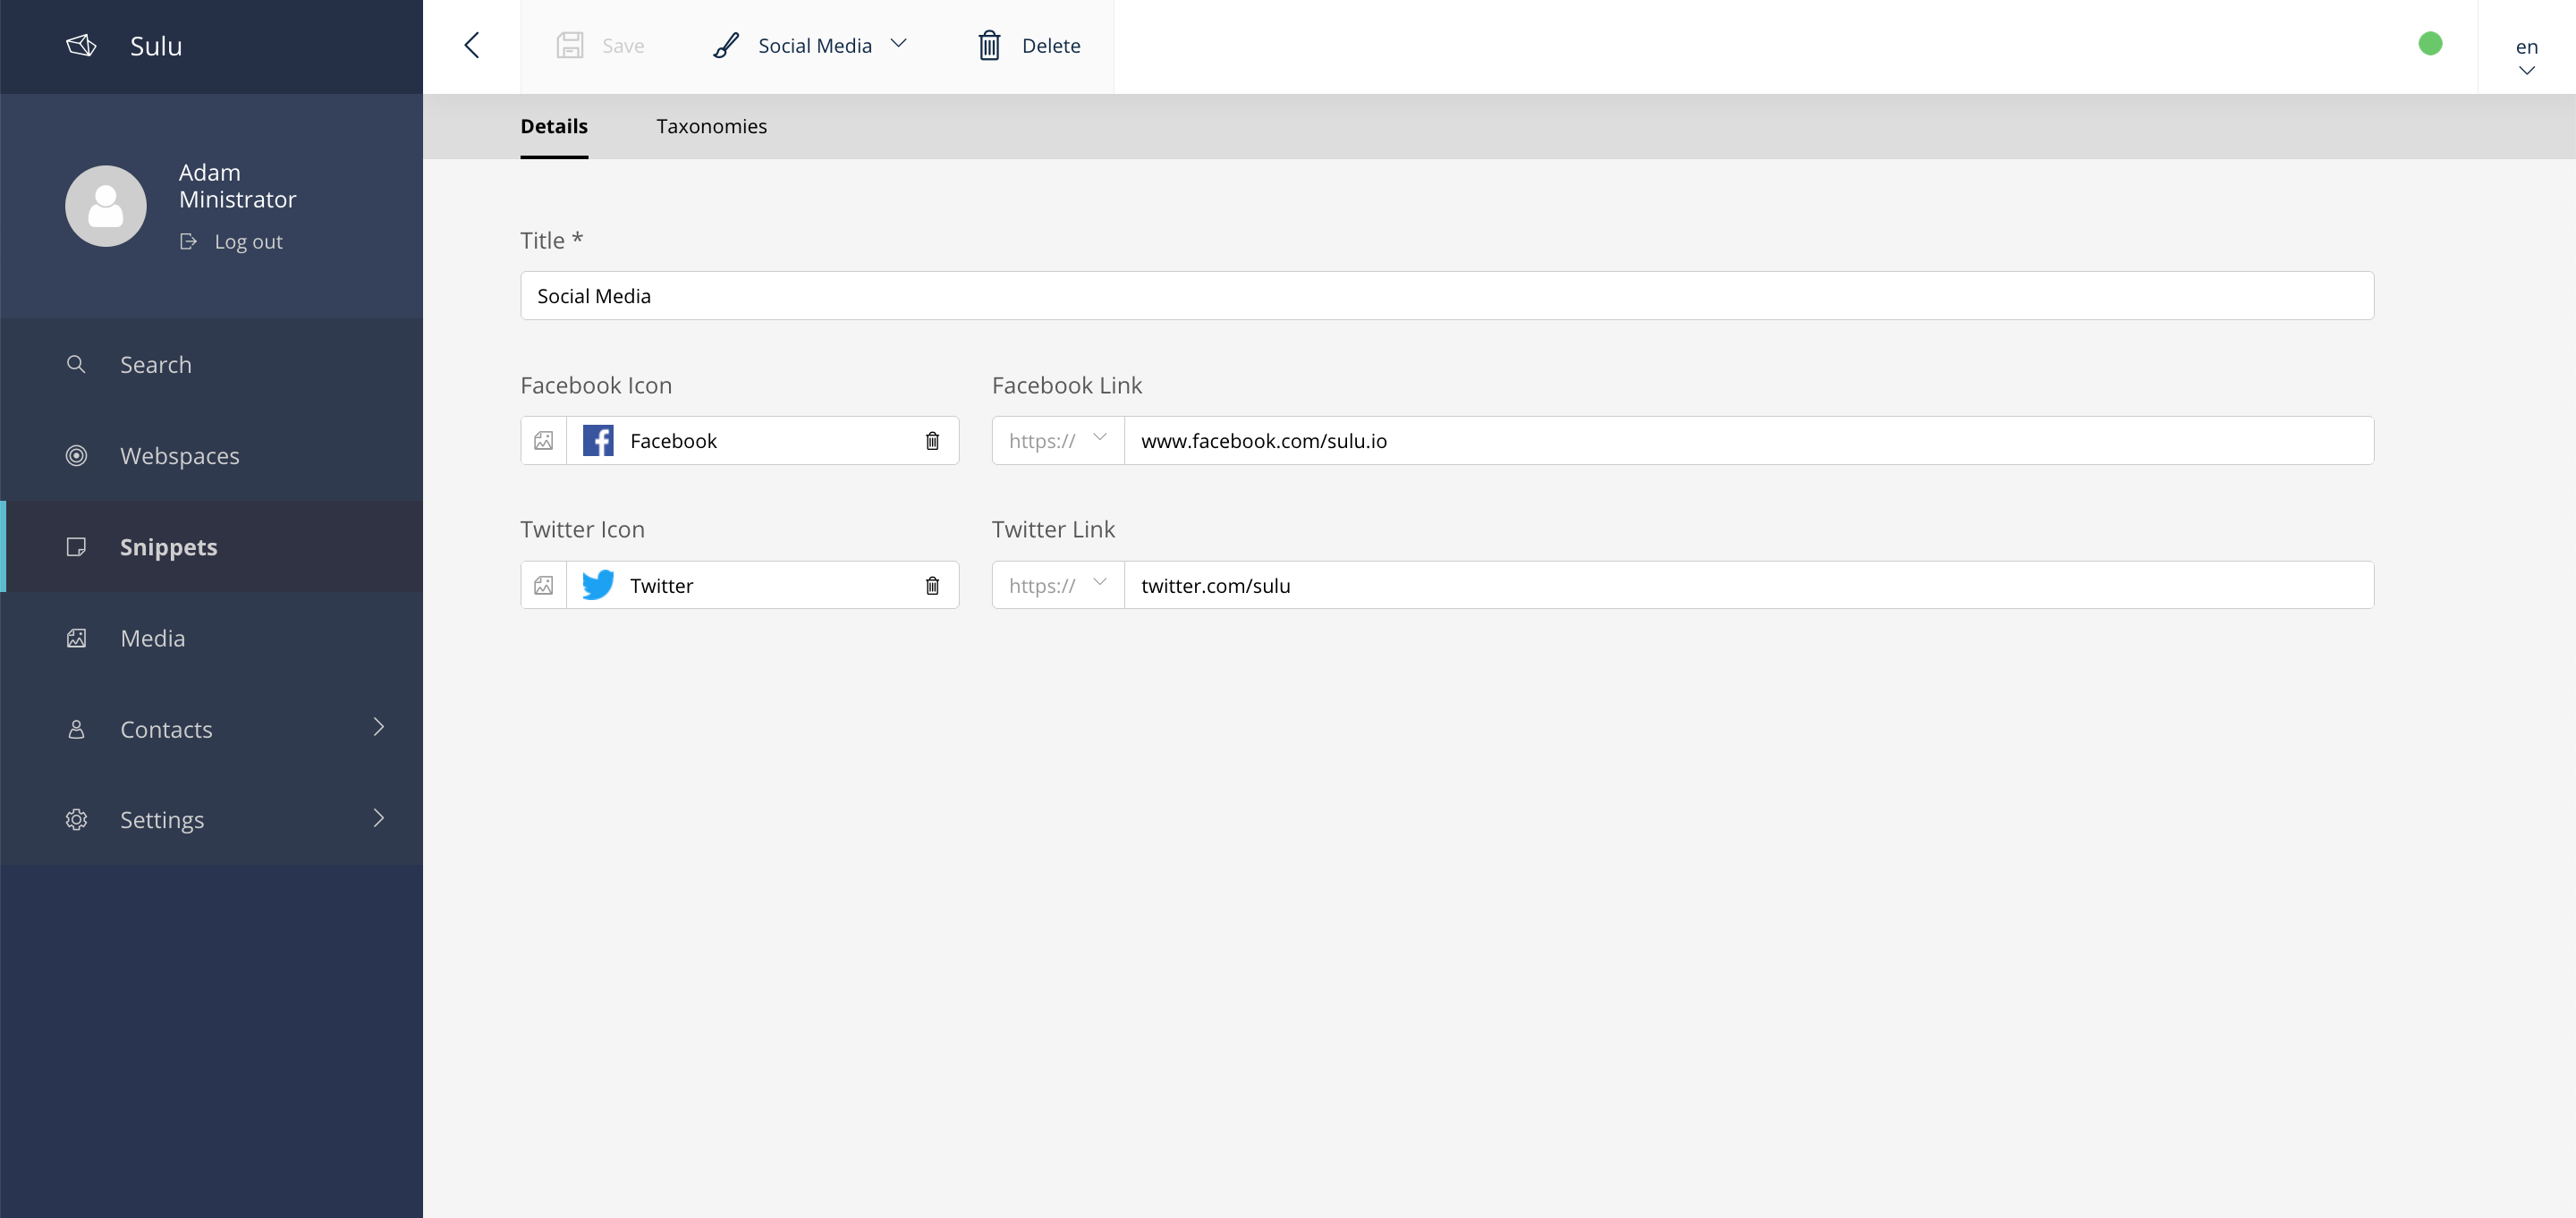 Sulu
Save
Social Media
Delete
en
Adam
Ministrator
Log out
Search
Webspaces
Snippets
Media
Contacts
Settings
Details
Taxonomies
Title *
Social Media
Facebook Icon
Facebook Link
Facebook
https://
www.facebook.com/sulu.io
Twitter Icon
Twitter Link
Twitter
https://
twitter.com/sulu